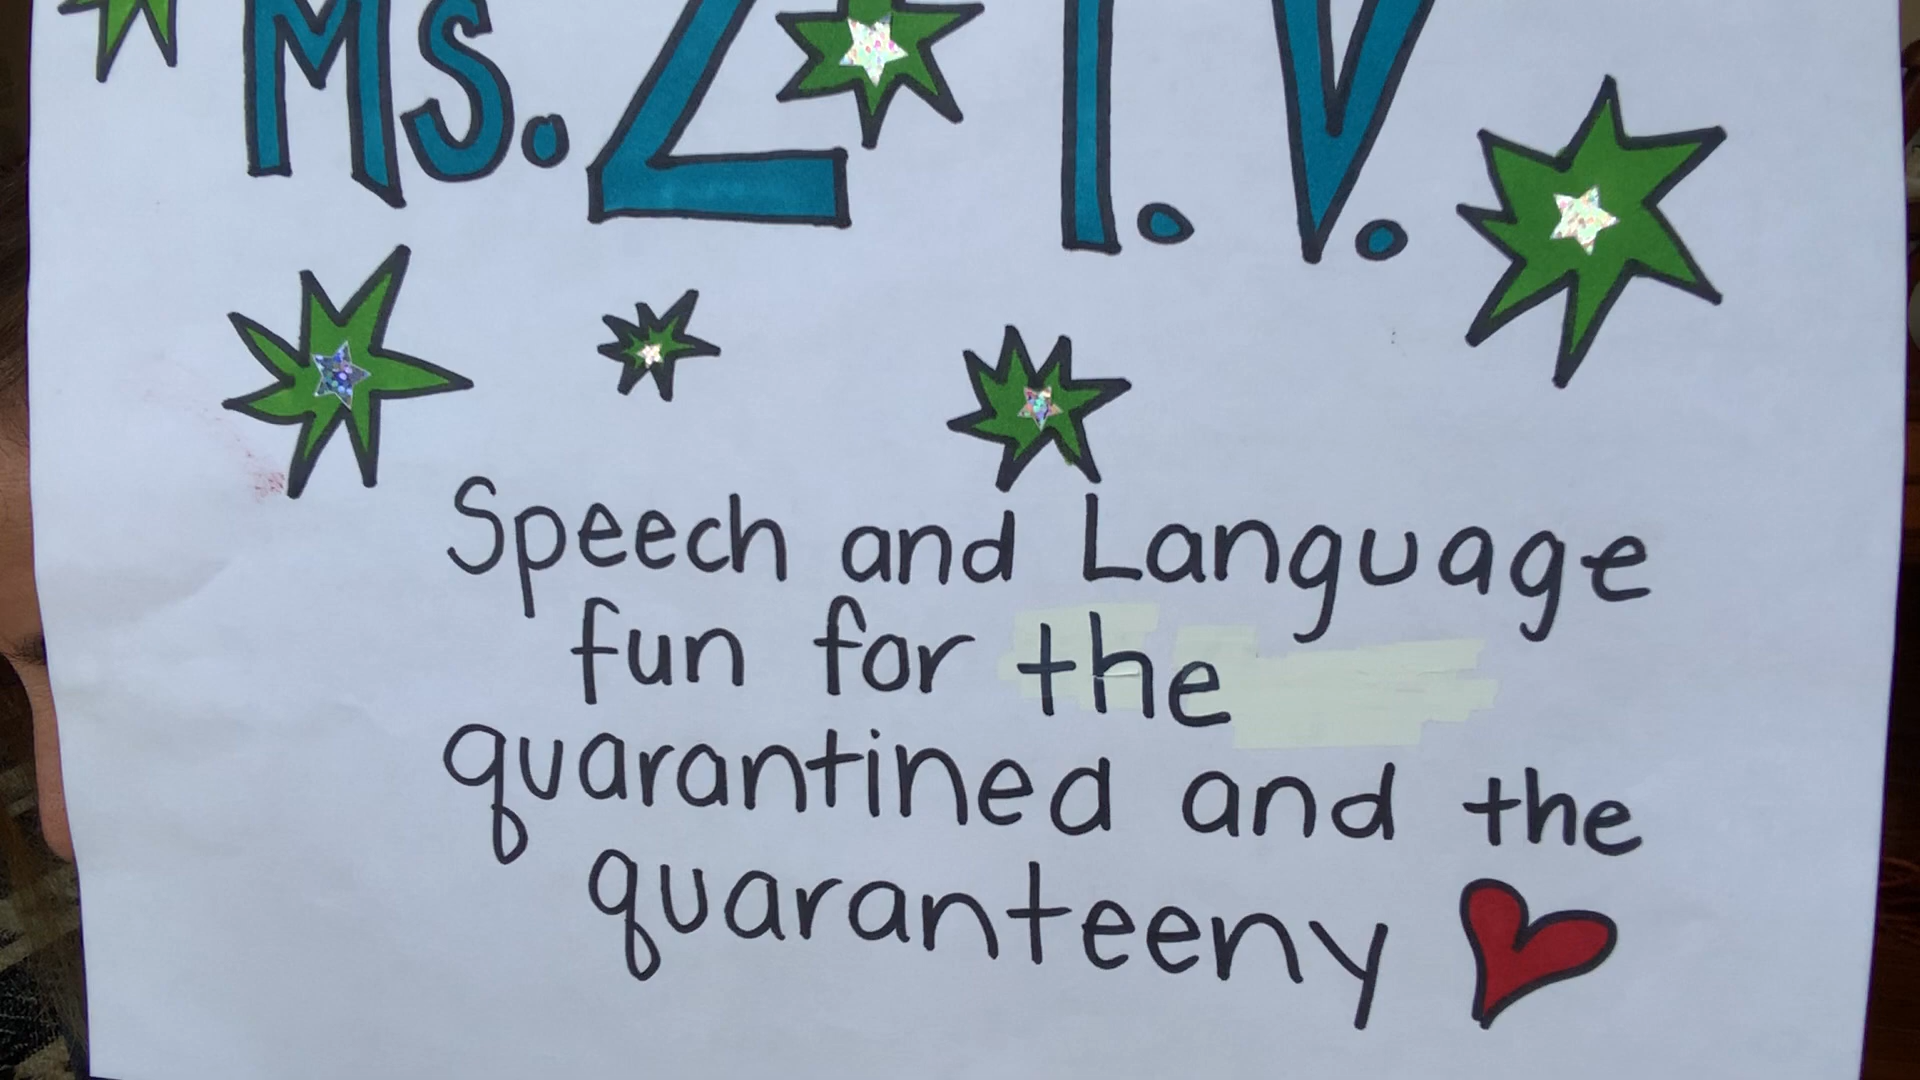 Ms. Z T.V.
Speech and Language
fun for the
quarantined and the
quaranteeny